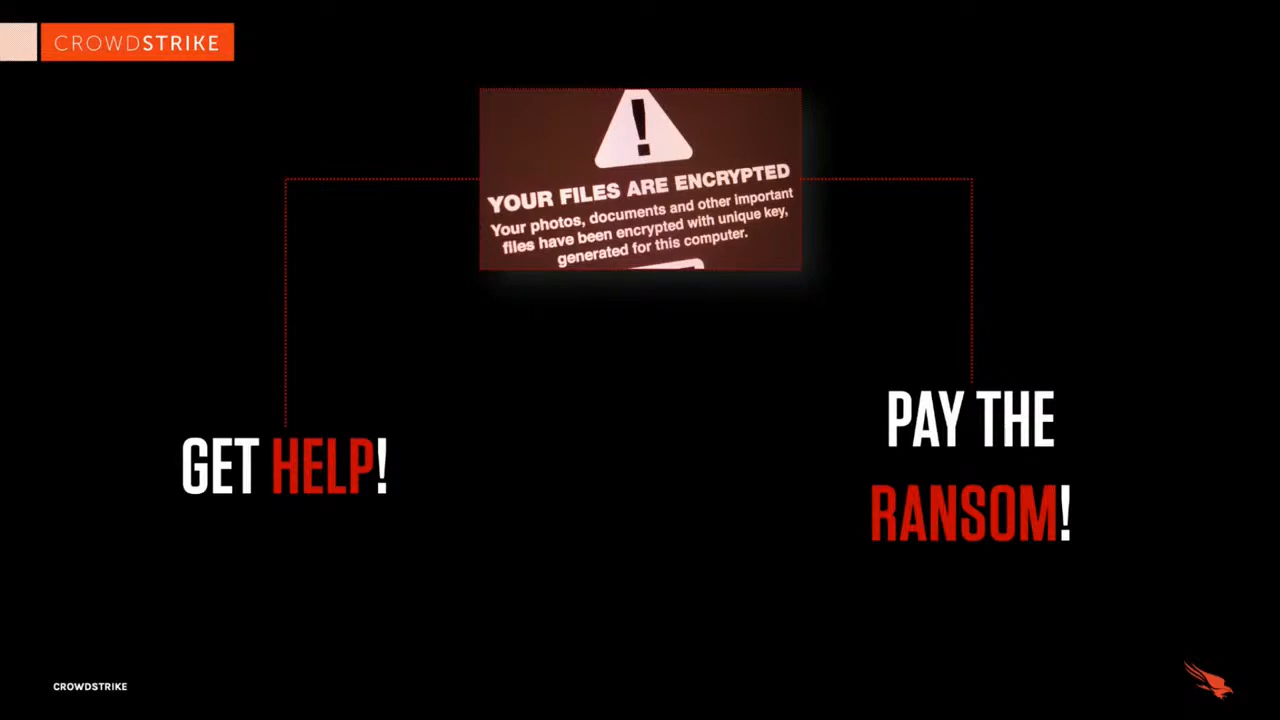 CROWDSTRIKE
!
YOUR FILES ARE ENCRYPTED
Your photos, documents and other important
files have been encrypted with unique key,
generated for this computer.
GET HELP!
PAY THE
RANSOM!
CROWDSTRIKE